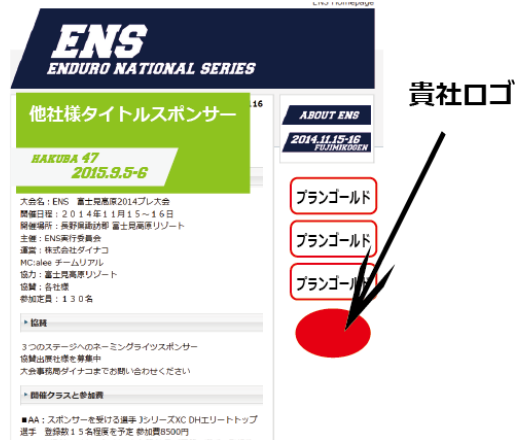 ENS Homepage
ENS
ENDURO NATIONAL SERIES
貴社ロゴ
16
他社様タイトルスポンサー
HAKUBA 47
2015.9.5-6
ABOUT ENS
2014.11.15-16
FUJIMIKOGEN
プランゴールド
プランゴールド
プランゴールド
大会名：ENS 富士見高原2014プレ大会
開催日程：２０１４年１１月１５～１６日
開催場所：長野県諏訪郡 富士見高原リゾート
主催：ENS実行委員会
運営：株式会社ダイナコ
MC:alee チームリアル
協力：富士見高原リゾート
協賛：各社様
参加定員：１３０名
協賛
３つのステージへのネーミングライツスポンサー
協賛出展社様を募集中
大会事務局ダイナコまでお問い合わせください
開催クラスと参加費
■AA：スポンサーを受ける選手 JシリーズXC DHエリートトップ
選手 登録数１５名程度を予定 参加費8500円